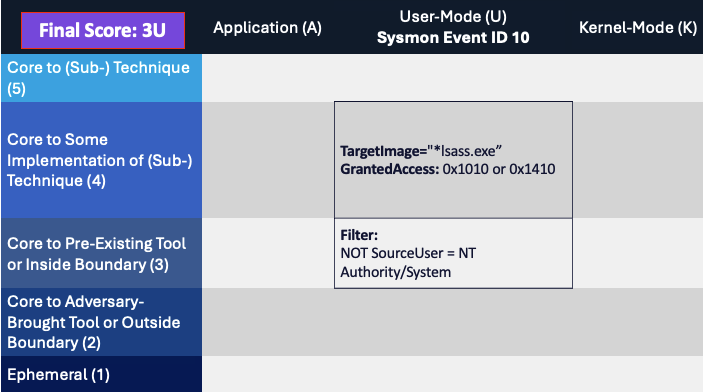 Final Score: 3U
Application (A)
User-Mode (U)
Sysmon Event ID 10
Kernel-Mode (K)
Core to (Sub-) Technique
(5)
Core to Some
Implementation of (Sub-)
Technique (4)
TargetImage="*lsass.exe”
GrantedAccess: 0x1010 or 0x1410
Core to Pre-Existing Tool
or Inside Boundary (3)
Filter:
NOT SourceUser = NT
Authority/System
Core to Adversary-
Brought Tool or Outside
Boundary (2)
Ephemeral (1)